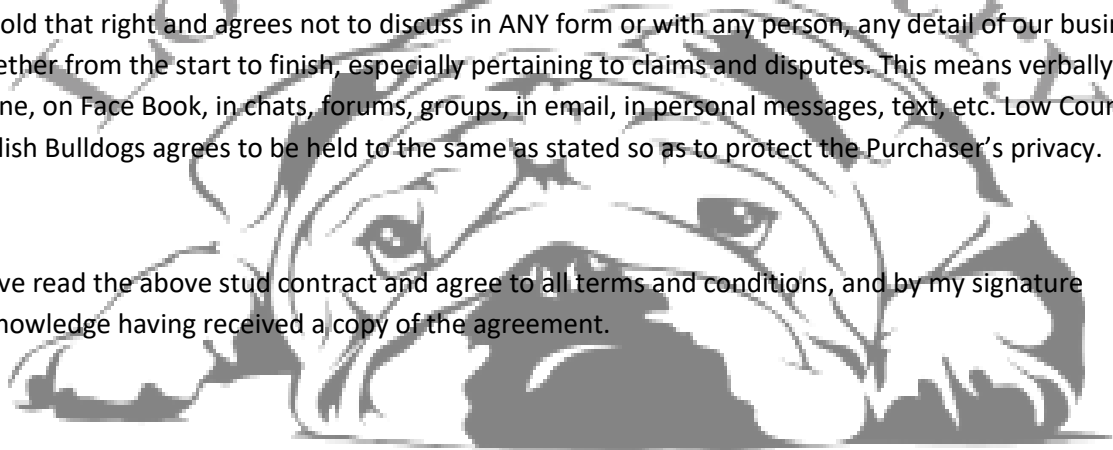 old that right and agrees not to discuss in ANY form or with any person, any detail of our busin
ether from the start to finish, especially pertaining to claims and disputes. This means verbally
ne, on Face Book, in chats, forums, groups, in email, in personal messages, text, etc. Low Coun
lish Bulldogs agrees to be held to the same as stated so as to protect the Purchaser’s privacy.
ve read the above stud contract and agree to all terms and conditions, and by my signature
nowledge having received a copy of the agreement.